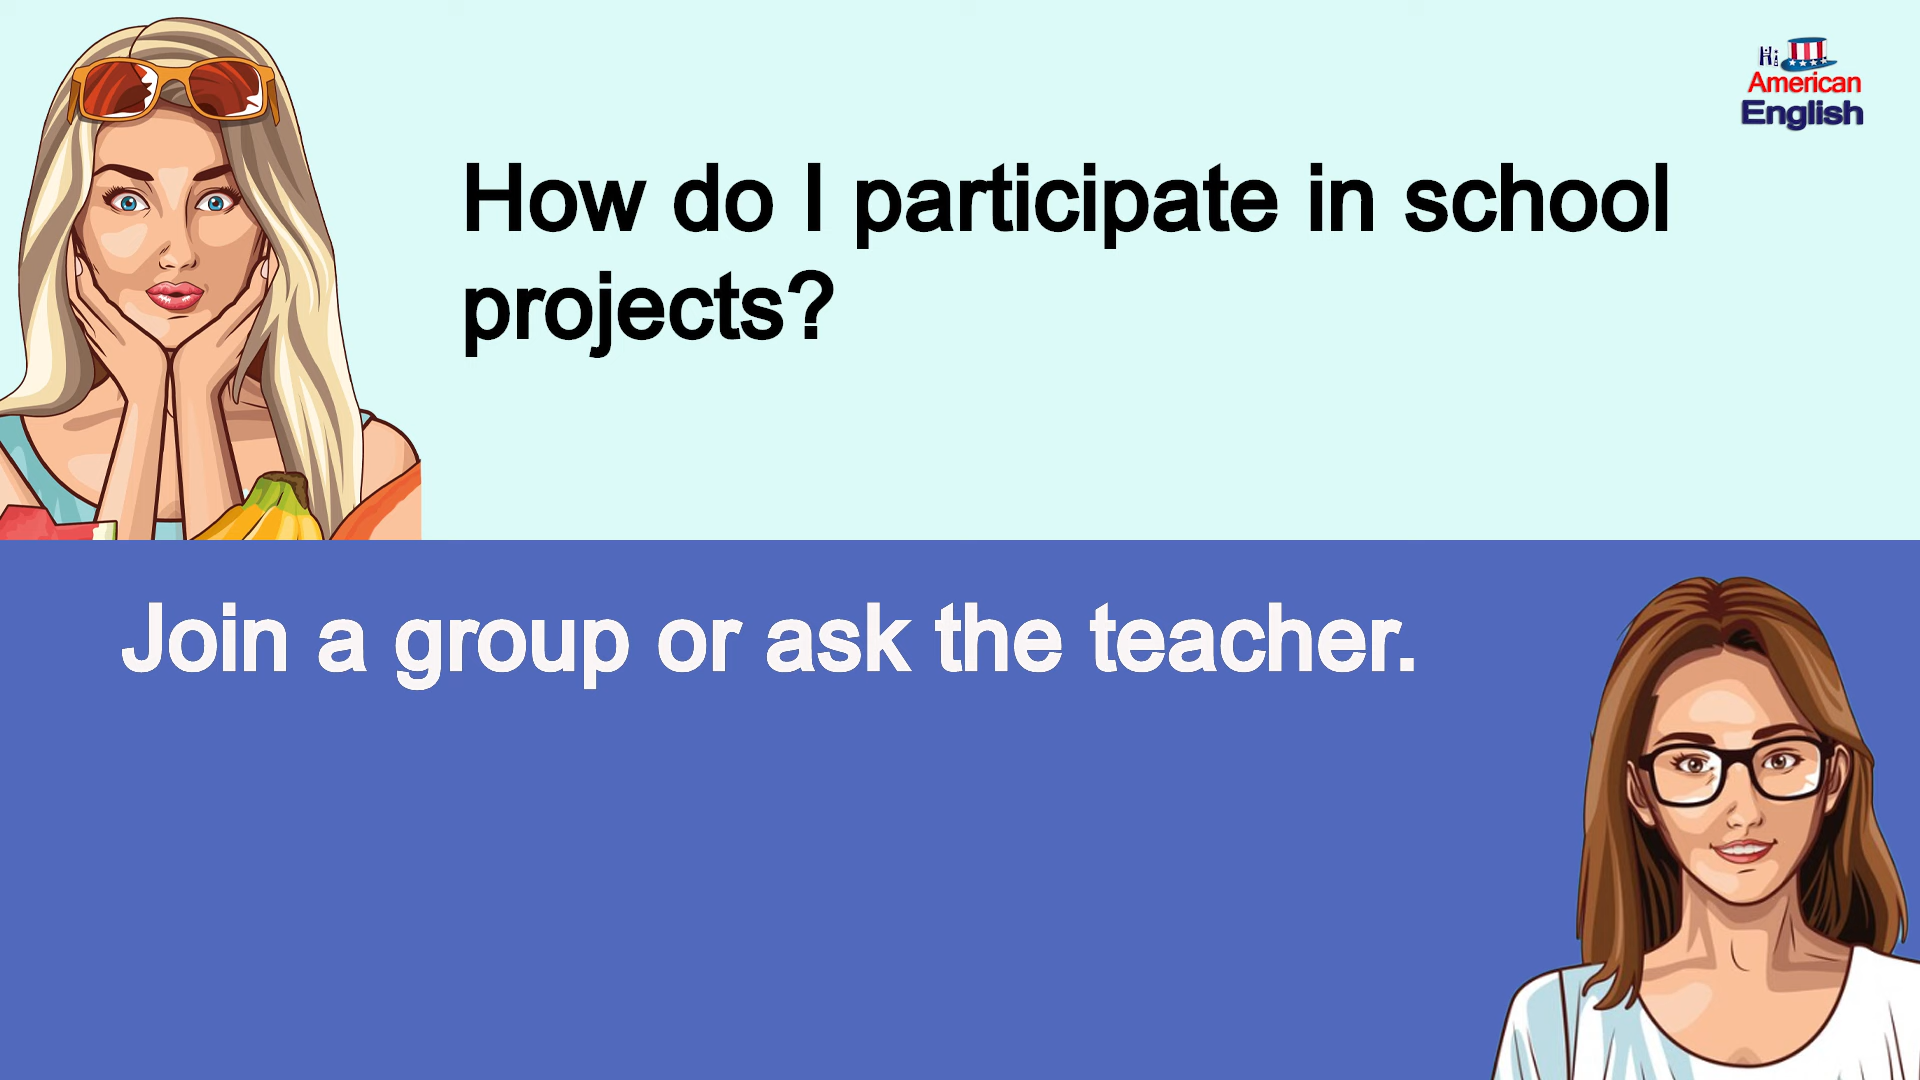 Hi
American
English
How do I participate in school
projects?
Join a group or ask the teacher.